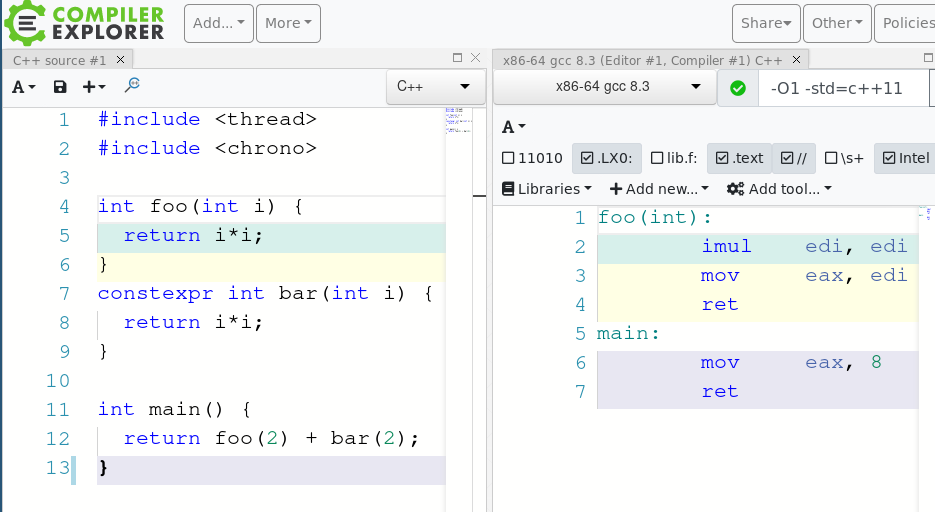 COMPILER
EXPLORER
Add...
More
Share
Other
Policies
C++ source #1
A
C++
1 #include <thread>
2 #include <chrono>
3
4 int foo(int i) {
5 return i*i;
6 }
7 constexpr int bar(int i) {
8 return i*i;
9 }
10
11 int main() {
12 return foo(2) + bar(2);
13 }
x86-64 gcc 8.3 (Editor #1, Compiler #1) C++
x86-64 gcc 8.3
-O1 -std=c++11
A
11010 .LX0: lib.f: .text // \s+ Intel
Libraries + Add new... Add tool...
1 foo(int):
2 imul edi, edi
3 mov eax, edi
4 ret
5 main:
6 mov eax, 8
7 ret